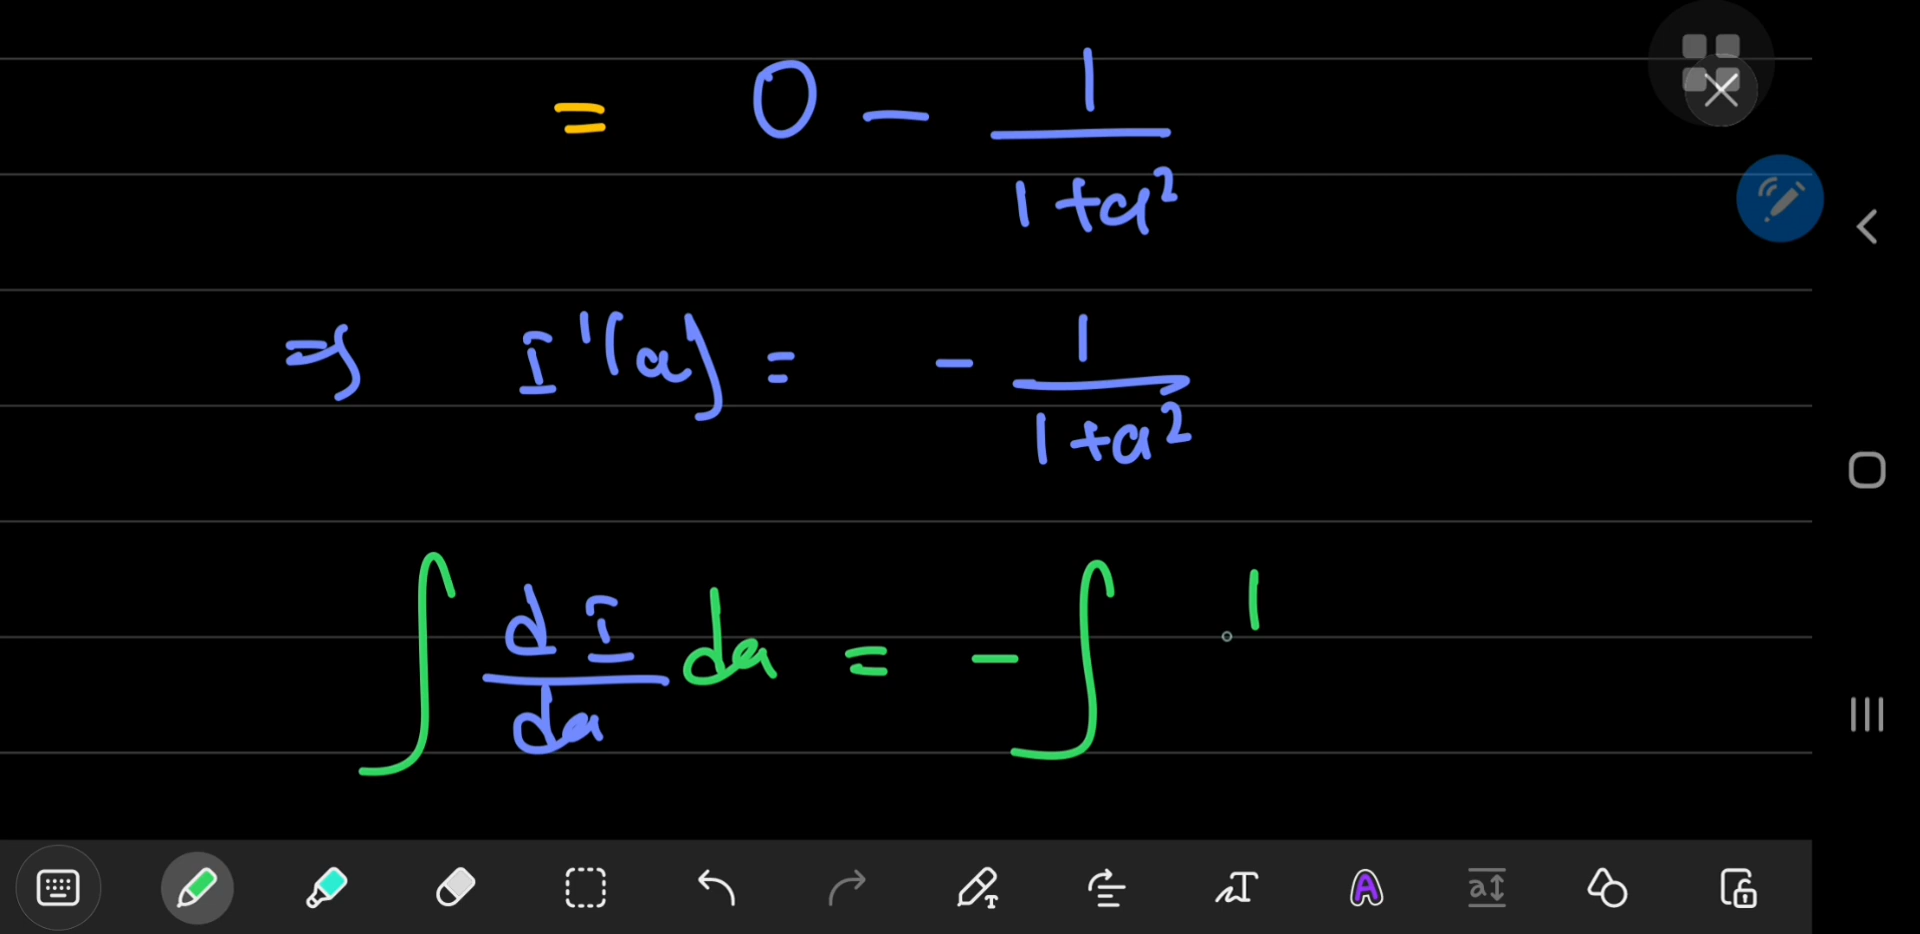 = 0 - 1/(1+a²)
⇒ I'(a) = - 1/(1+a²)
∫ dI/da da = - ∫ 1